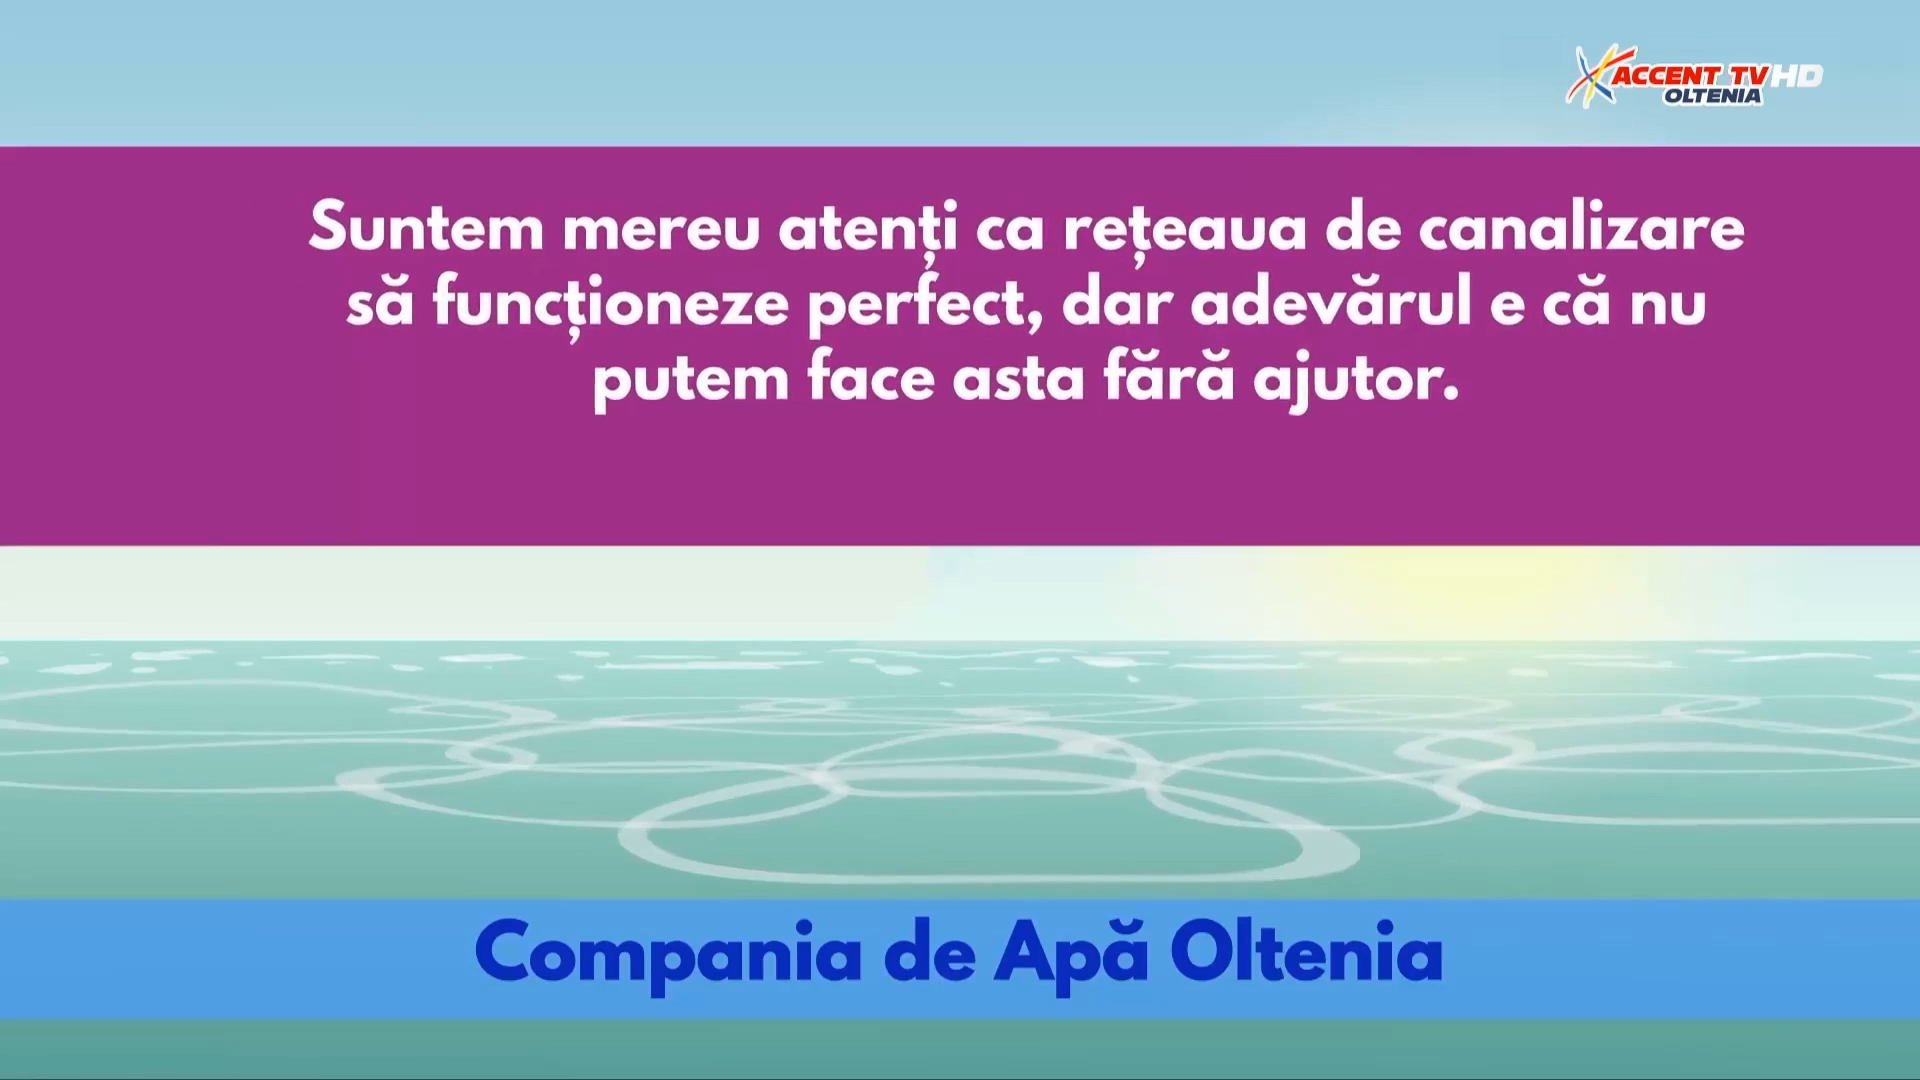 ACCENT TV HD
OLTENIA
Suntem mereu atenți ca rețeaua de canalizare
să funcționeze perfect, dar adevărul e că nu
putem face asta fără ajutor.
Compania de Apă Oltenia